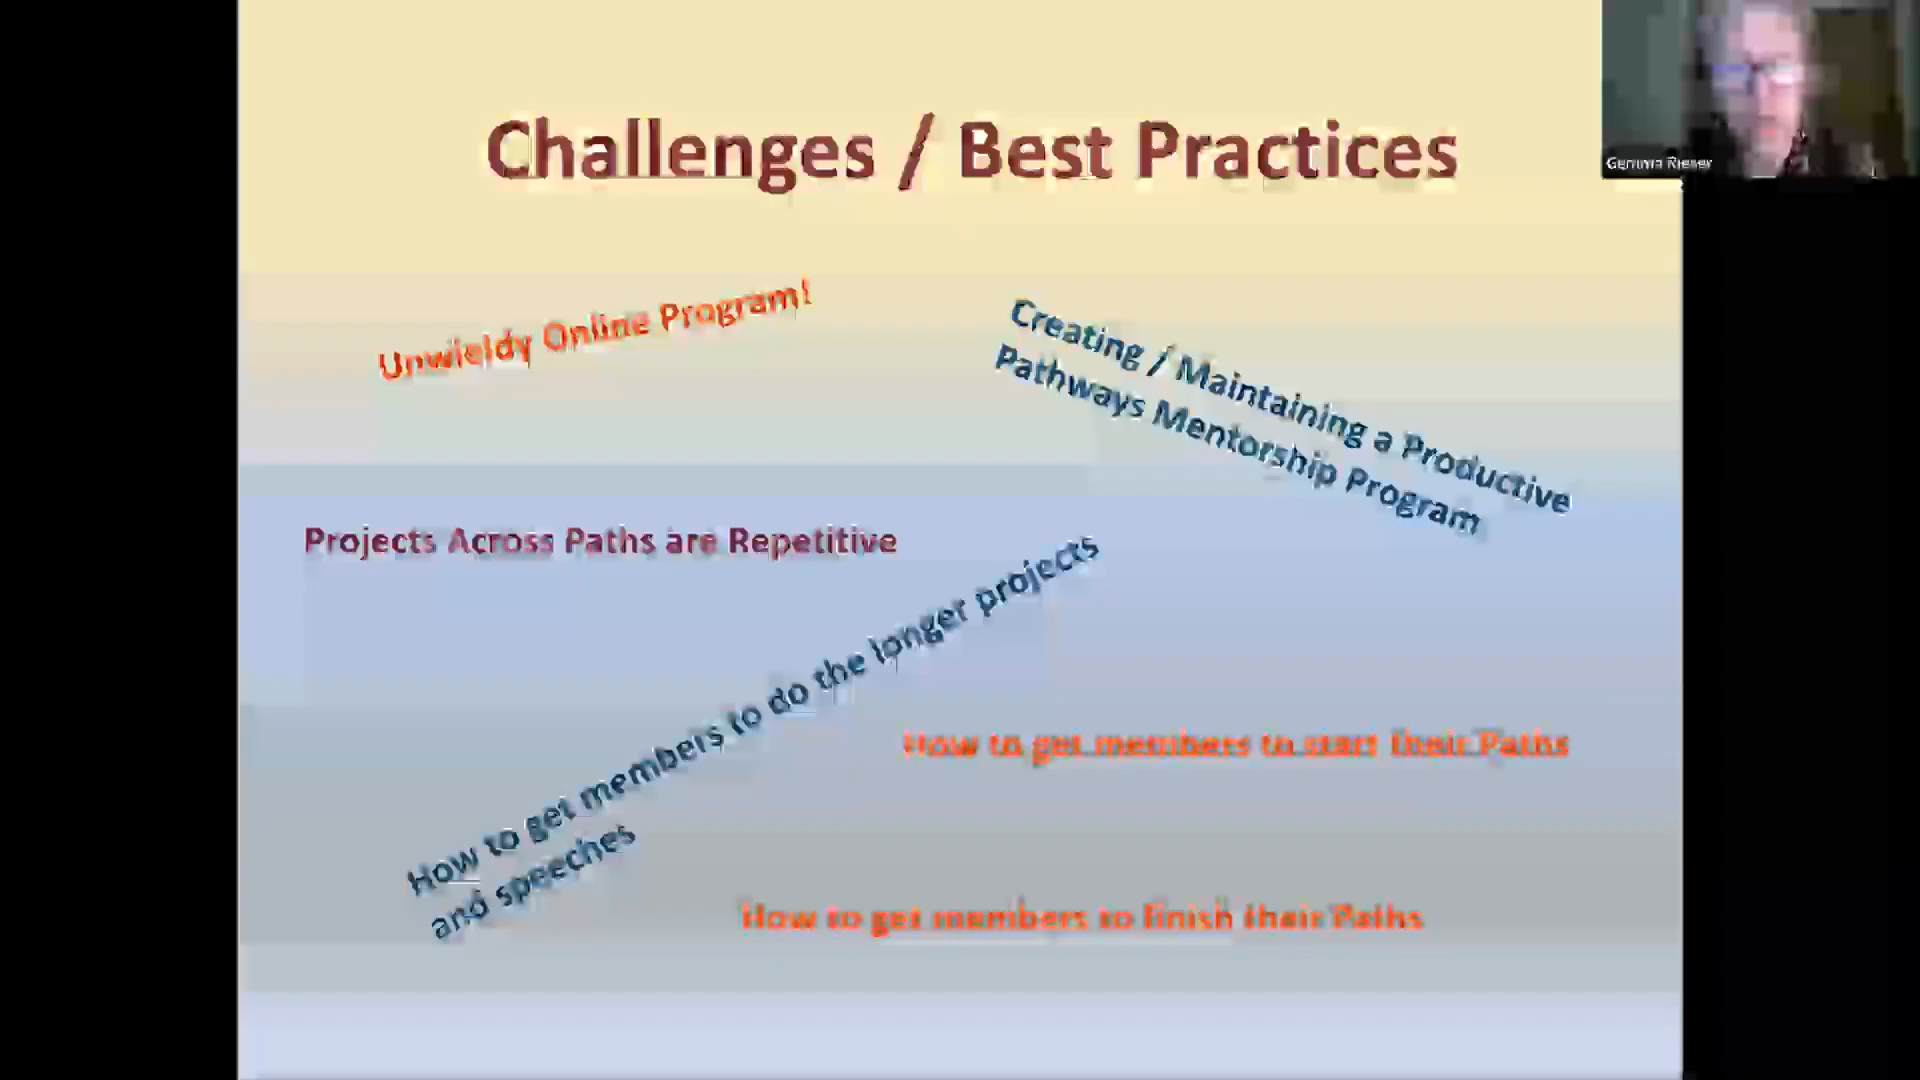 Challenges / Best Practices
Unwieldy Online Program!
Creating / Maintaining a Productive
Pathways Mentorship Program
Projects Across Paths are Repetitive
How to get members to do the longer projects
and speeches
How to get members to start their Paths
How to get members to finish their Paths